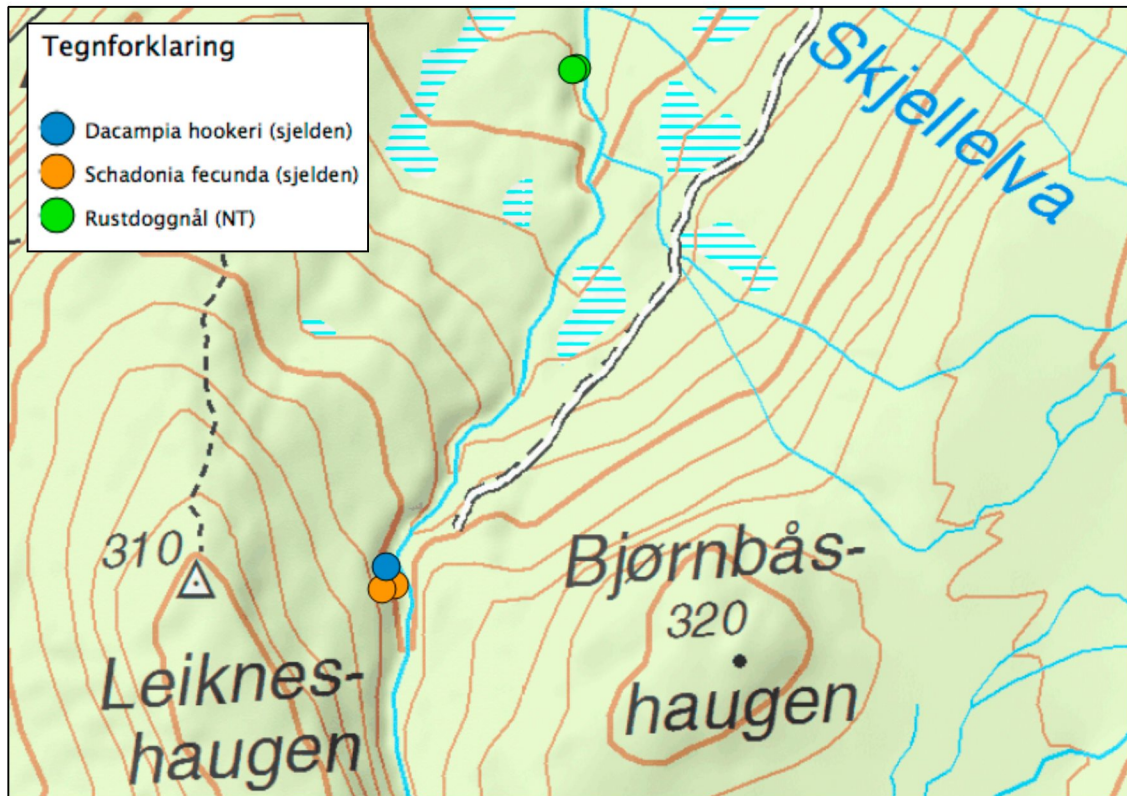 Tegnforklaring
Dacampia hookeri (sjelden)
Schadonia fecunda (sjelden)
Rustdoggnål (NT)
Skjellelva
310
Leiknes-
haugen
Bjørnbås-
320
haugen